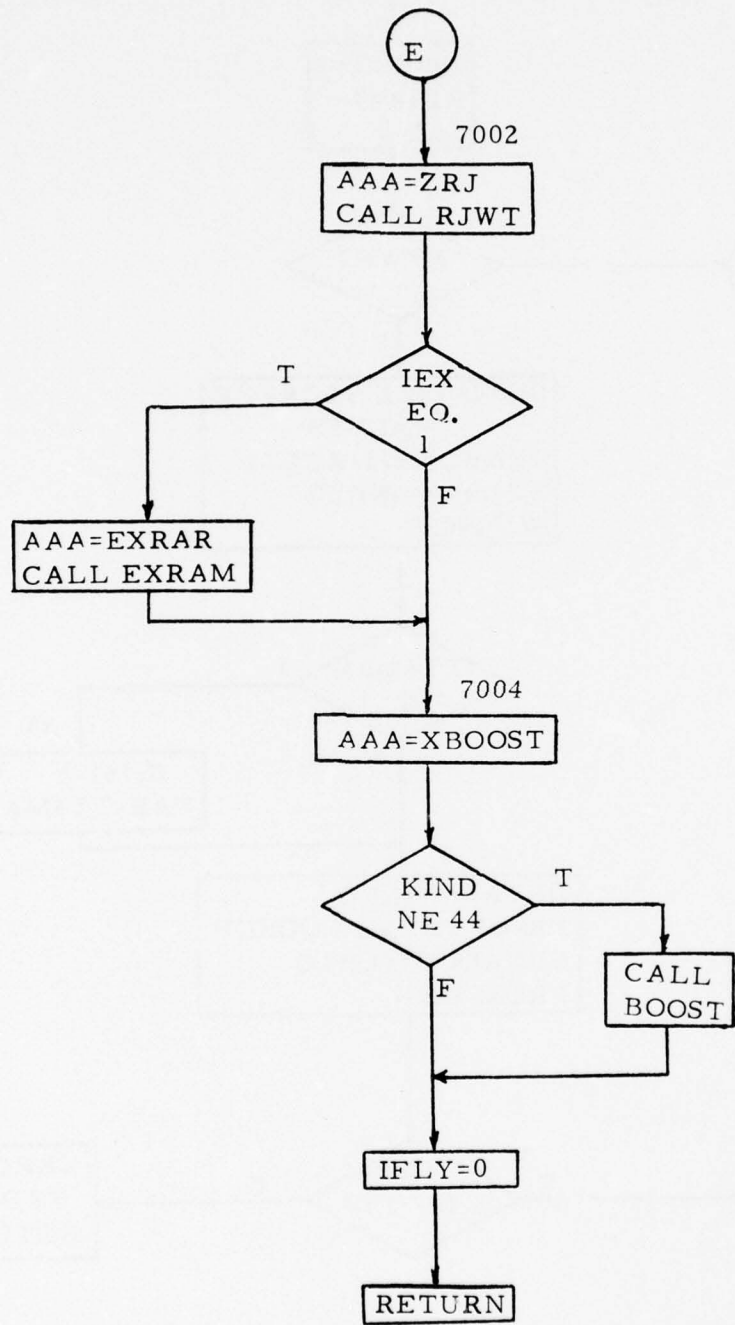 E
7002
AAA=ZRJ
CALL RJWT
T
IEX
EQ.
1
F
AAA=EXRAR
CALL EXRAM
7004
AAA=XBOOST
KIND
NE 44
T
F
CALL
BOOST
IFLY=0
RETURN